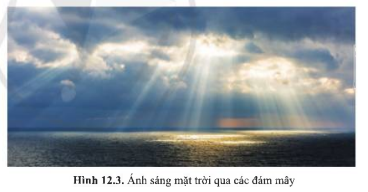 Hình 12.3. Ánh sáng mặt trời qua các đám mây